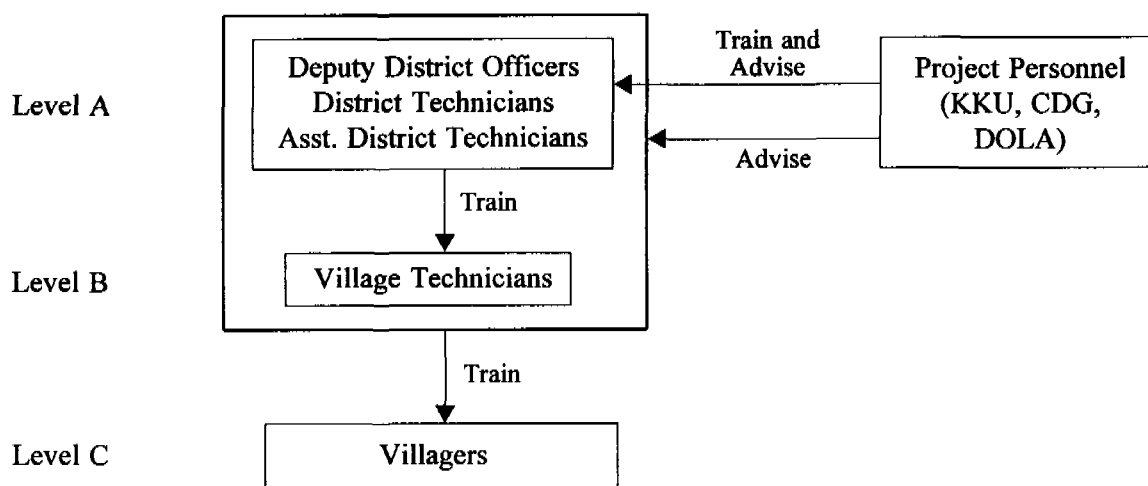 Level A
Deputy District Officers
District Technicians
Asst. District Technicians
Train and
Advise
Project Personnel
(KKU, CDG,
DOLA)
Advise
Train
Level B
Village Technicians
Train
Level C
Villagers